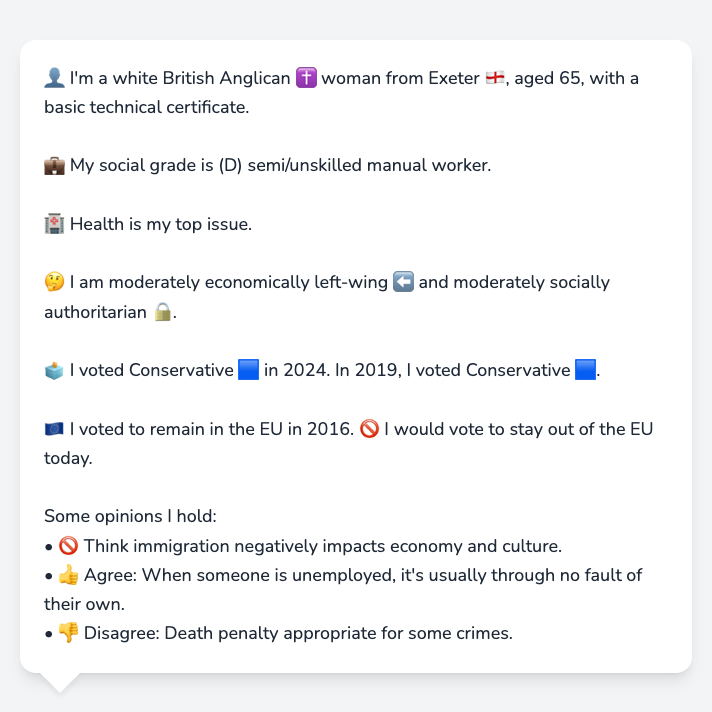 👤 I'm a white British Anglican ✝️ woman from Exeter 🏴󠁧󠁢󠁥󠁮󠁧󠁿, aged 65, with a
basic technical certificate.
💼 My social grade is (D) semi/unskilled manual worker.
🏥 Health is my top issue.
🤔 I am moderately economically left-wing ⬅️ and moderately socially
authoritarian 🔒.
🗳️ I voted Conservative 🟦 in 2024. In 2019, I voted Conservative 🟦.
🇪🇺 I voted to remain in the EU in 2016. 🚫 I would vote to stay out of the EU
today.
Some opinions I hold:
• 🚫 Think immigration negatively impacts economy and culture.
• 👍 Agree: When someone is unemployed, it's usually through no fault of
their own.
• 👎 Disagree: Death penalty appropriate for some crimes.